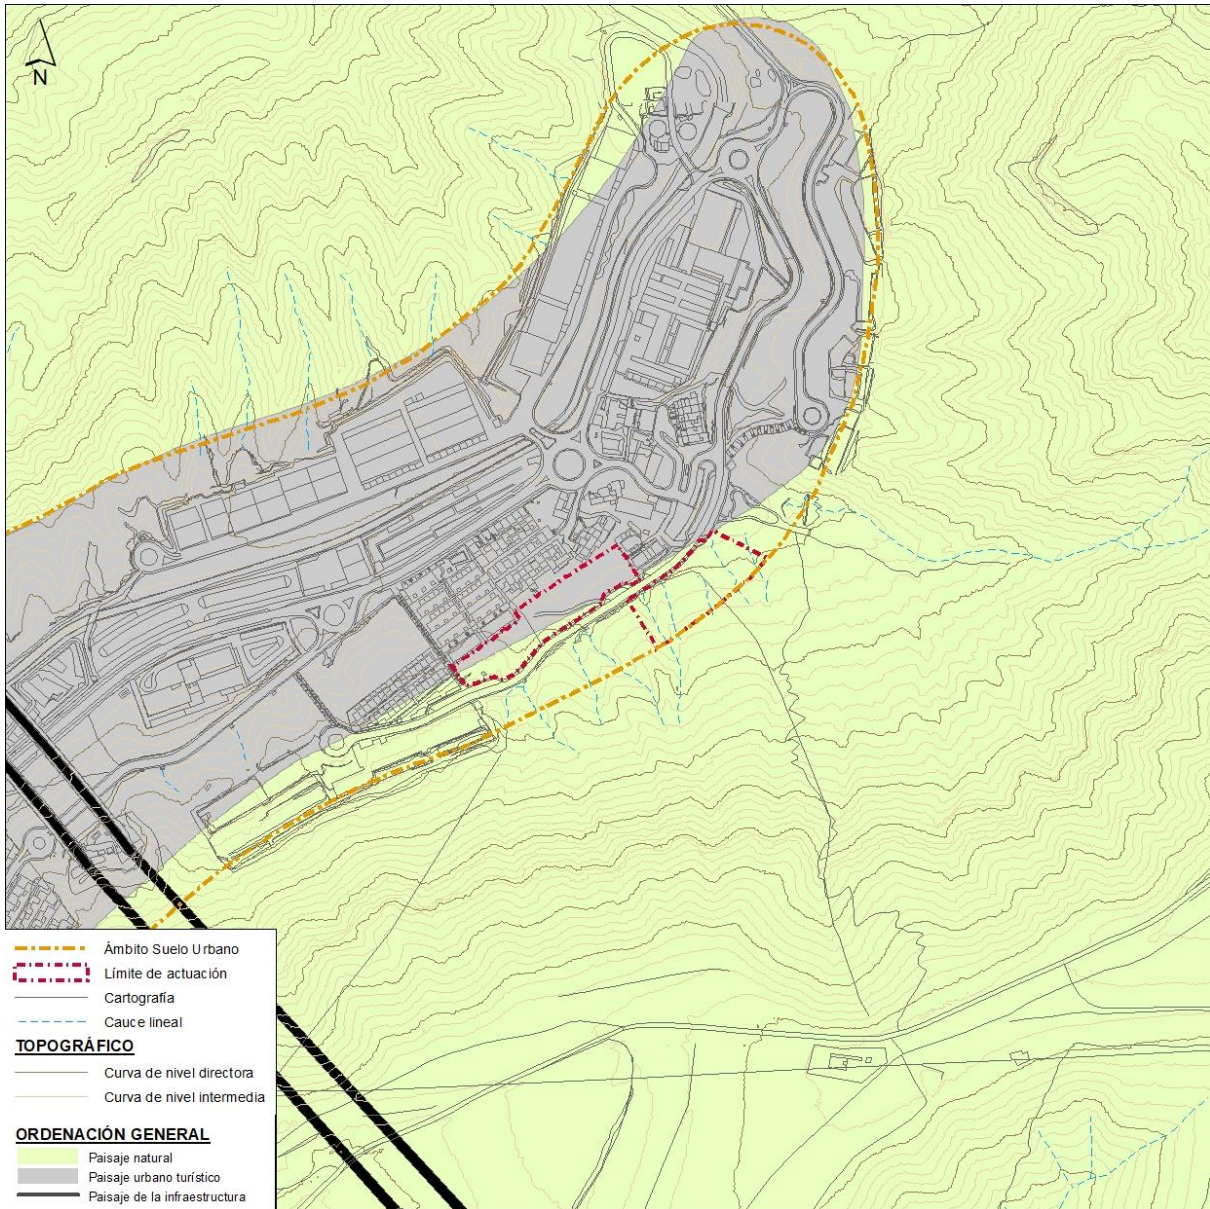 N
Ámbito Suelo Urbano
Límite de actuación
Cartografía
Cauce lineal
TOPOGRÁFICO
Curva de nivel directora
Curva de nivel intermedia
ORDENACIÓN GENERAL
Paisaje natural
Paisaje urbano turístico
Paisaje de la infraestructura